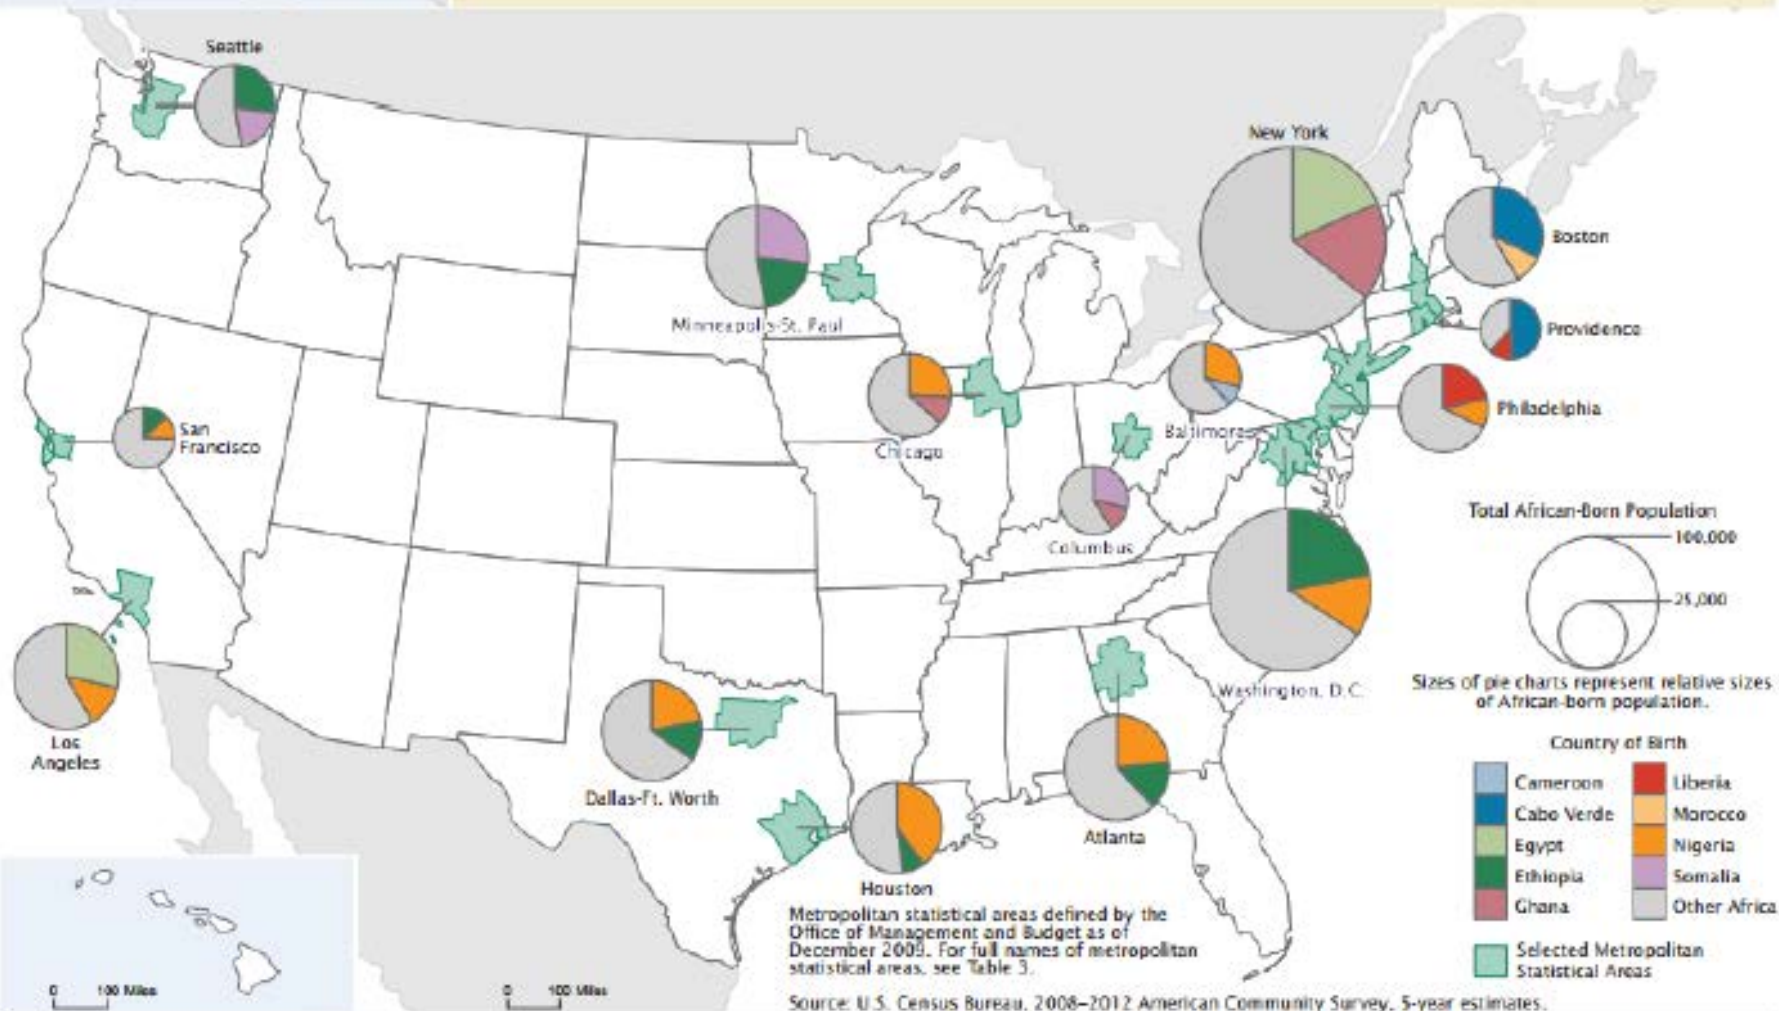 Seattle
New York
Boston
Minneapolis-St. Paul
Providence
Philadelphia
San
Francisco
Chicago
Baltimore
Columbus
Total African-Born Population
100,000
25,000
Sizes of pie charts represent relative sizes
of African-born population.
Washington, D.C.
Los
Angeles
Dallas-Ft. Worth
Atlanta
Houston
Country of Birth
Cameroon
Liberia
Cabo Verde
Morocco
Egypt
Nigeria
Ethiopia
Somalia
Ghana
Other Africa
Selected Metropolitan
Statistical Areas
Metropolitan statistical areas defined by the
Office of Management and Budget as of
December 2009. For full names of metropolitan
statistical areas, see Table 3.
0 100 Miles
0 100 Miles
Source: U.S. Census Bureau, 2008–2012 American Community Survey, 5-year estimates.